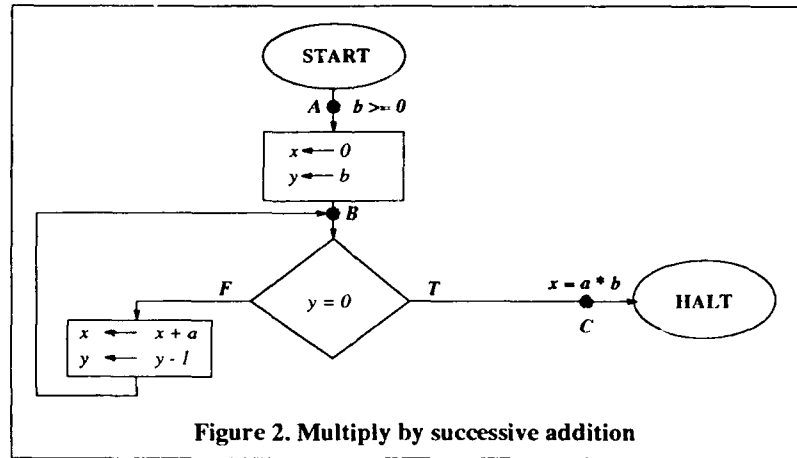 START
A b >= 0
x ← 0
y ← b
B
F y = 0 T
x = a * b
C
HALT
x ← x + a
y ← y - 1
Figure 2. Multiply by successive addition